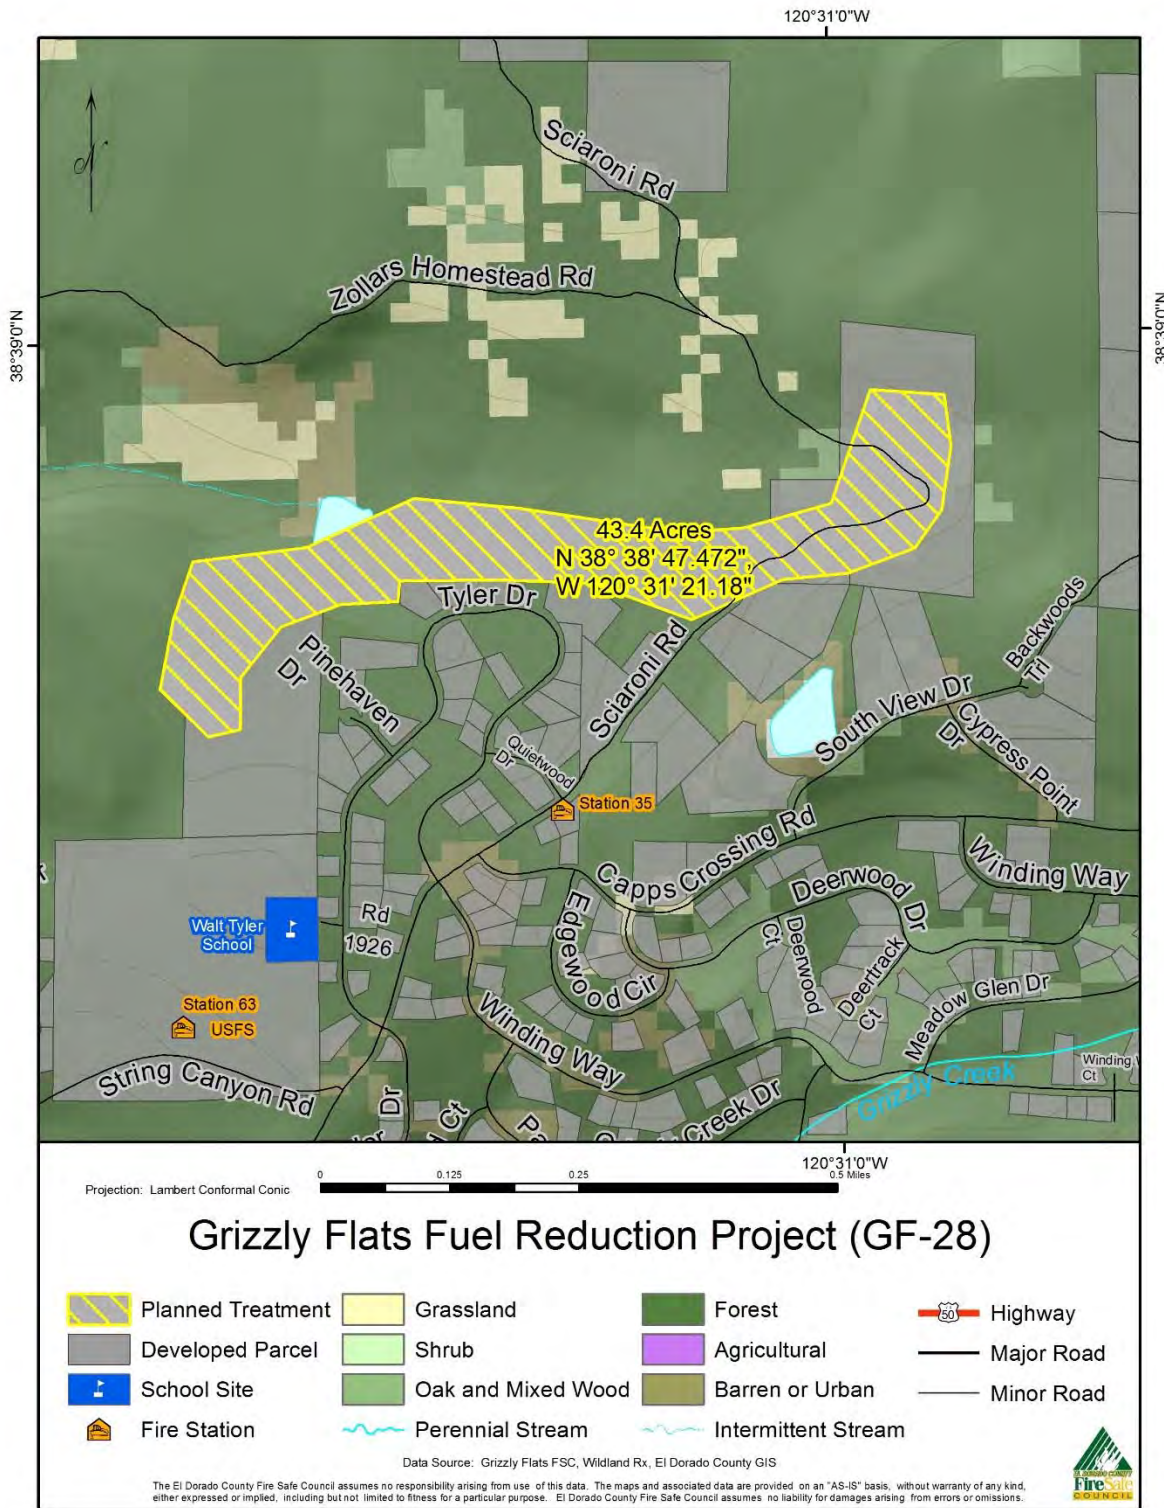 120°31'0"W
N
Sciaroni Rd
Zollars Homestead Rd
38°39'0"N
38°39'0"N
43.4 Acres
N 38° 38' 47.472",
W 120° 31' 21.18"
Tyler Dr
Pinehaven
Dr
Sciaroni Rd
Backwoods
Trl
Quietwood
Dr
South View Dr
Cypress Point
Dr
Station 35
Capps Crossing Rd
Winding Way
Deerwood Dr
Walt Tyler
School
Rd
1926
Edgewood Cir
Deerwood
Ct
Deertrack
Ct
Meadow Glen Dr
Station 63
USFS
Winding Way
Grizzly Creek
Winding
Ct
String Canyon Rd
Dr
Ct
Creek Dr
120°31'0"W
Projection: Lambert Conformal Conic
0 0.125 0.25 0.5 Miles
Grizzly Flats Fuel Reduction Project (GF-28)
Planned Treatment Grassland Forest 50 Highway
Developed Parcel Shrub Agricultural Major Road
School Site Oak and Mixed Wood Barren or Urban Minor Road
Fire Station Perennial Stream Intermittent Stream
Data Source: Grizzly Flats FSC, Wildland Rx, El Dorado County GIS
The El Dorado County Fire Safe Council assumes no responsibility arising from use of this data. The maps and associated data are provided on an "AS-IS" basis, without warranty of any kind,
either expressed or implied, including but not limited to fitness for a particular purpose. El Dorado County Fire Safe Council assumes no liability for damages arising from errors or omissions.
EL DORADO COUNTY
FireSafe
COUNCIL